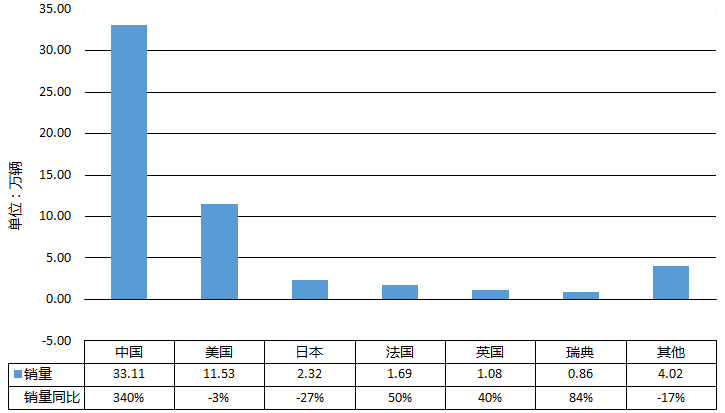 35.00
30.00
25.00
20.00
15.00
10.00
5.00
0.00
-5.00
单位：万辆
中国 美国 日本 法国 英国 瑞典 其他
销量 33.11 11.53 2.32 1.69 1.08 0.86 4.02
销量同比 340% -3% -27% 50% 40% 84% -17%